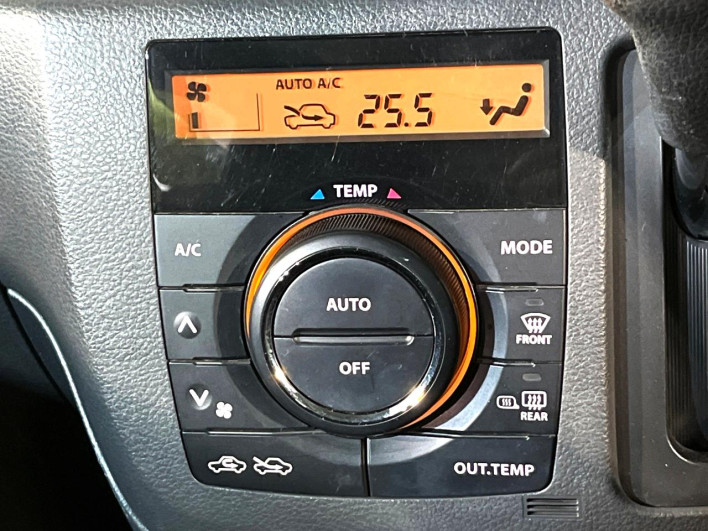 AUTO A/C
25.5
TEMP
A/C
MODE
AUTO
FRONT
OFF
REAR
OUT.TEMP